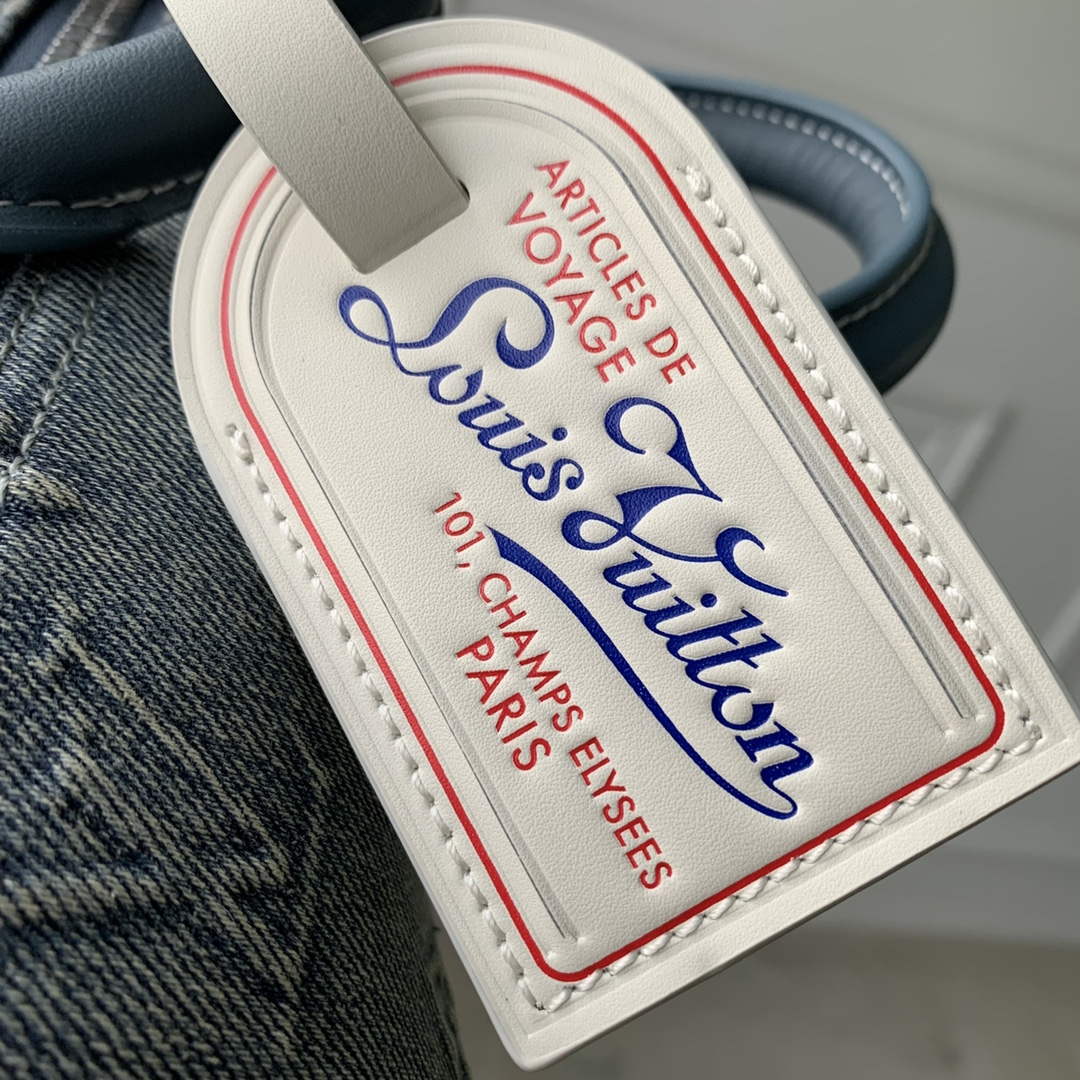 ARTICLES DE
VOYAGE
Louis Vuitton
101, CHAMPS ELYSEES
PARIS